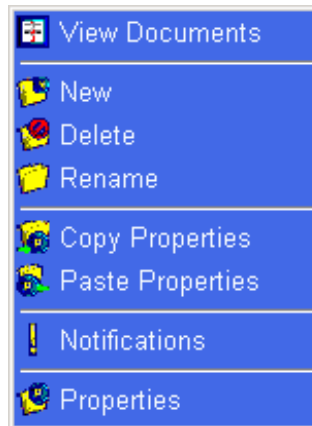 View Documents
New
Delete
Rename
Copy Properties
Paste Properties
Notifications
Properties